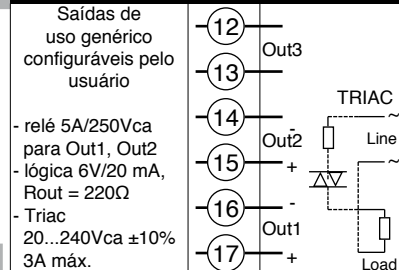 Saídas de
uso genérico
configuráveis pelo
usuário
- relé 5A/250Vca
para Out1, Out2
- lógica 6V/20 mA,
Rout = 220Ω
- Triac
20...240Vca ±10%
3A máx.
12
Out3
13
14
-
Out2
15
+
16
-
Out1
17
+
TRIAC
~
Line
~
Load